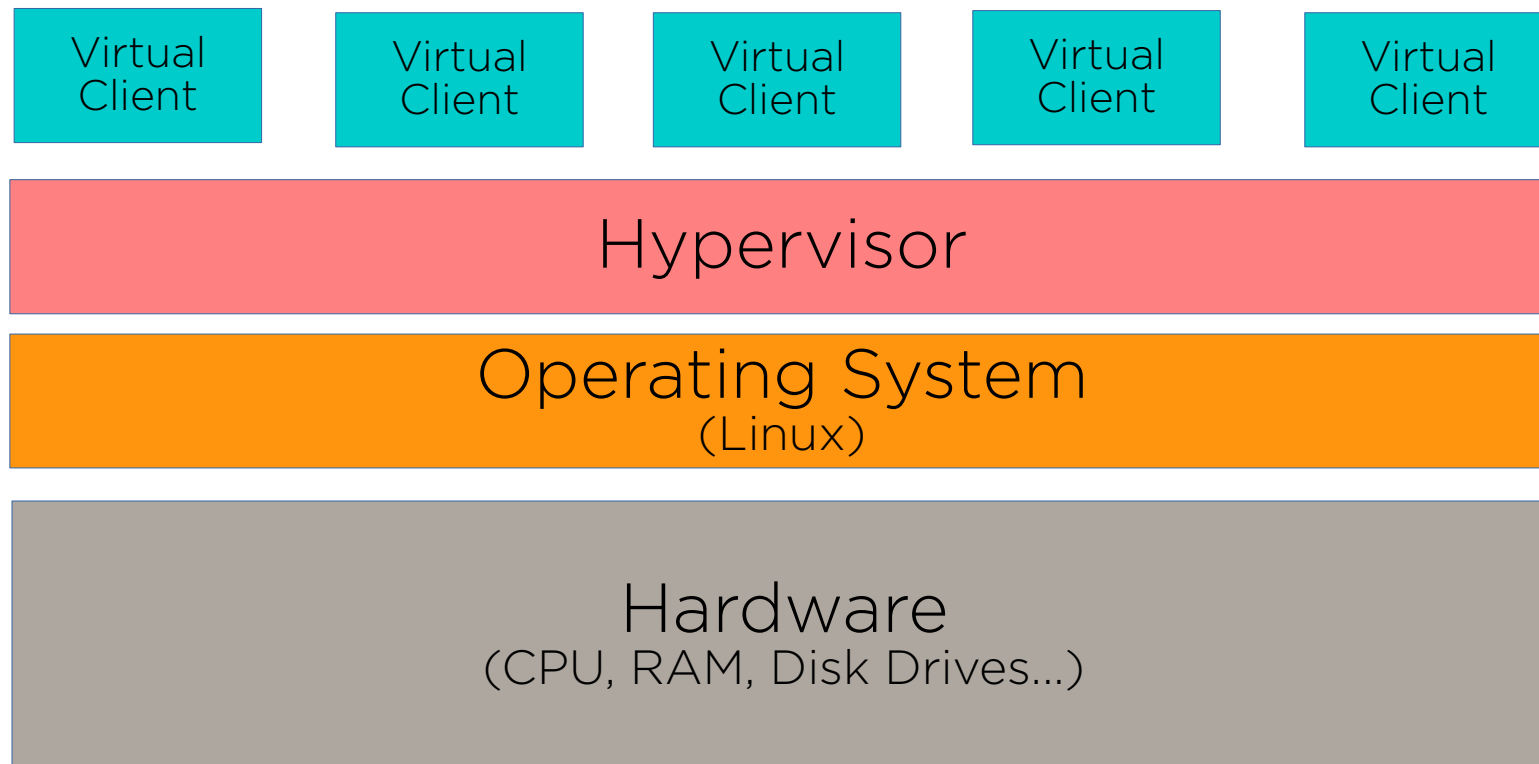 Virtual
Client
Virtual
Client
Virtual
Client
Virtual
Client
Virtual
Client
Hypervisor
Operating System
(Linux)
Hardware
(CPU, RAM, Disk Drives...)